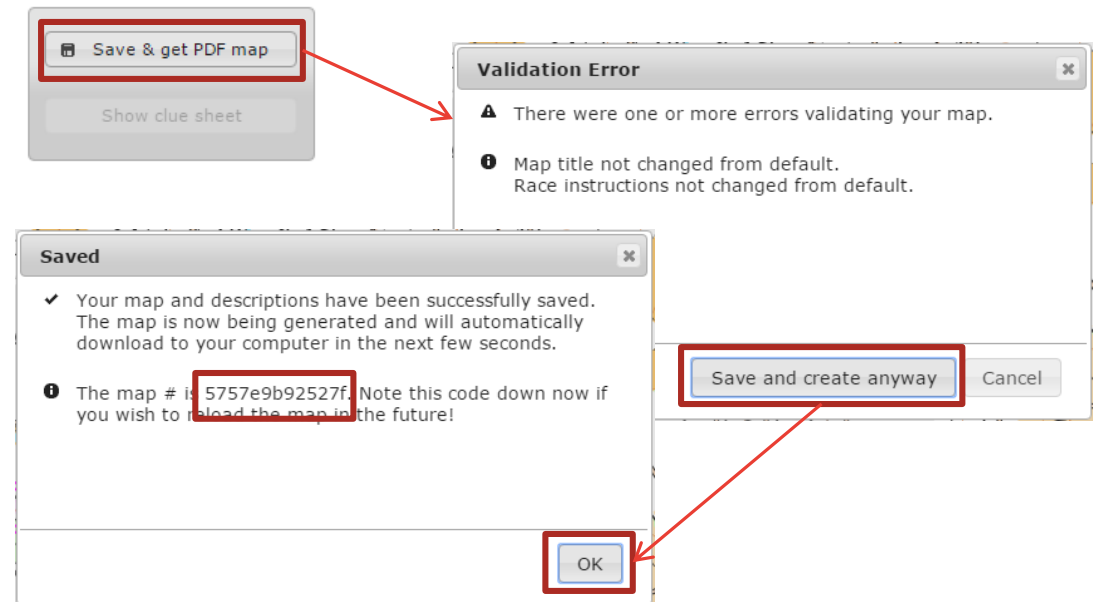 Save & get PDF map
Show clue sheet
Validation Error
There were one or more errors validating your map.
Map title not changed from default.
Race instructions not changed from default.
Save and create anyway
Cancel
Saved
Your map and descriptions have been successfully saved.
The map is now being generated and will automatically
download to your computer in the next few seconds.
The map # is 5757e9b92527f. Note this code down now if
you wish to reload the map in the future!
OK